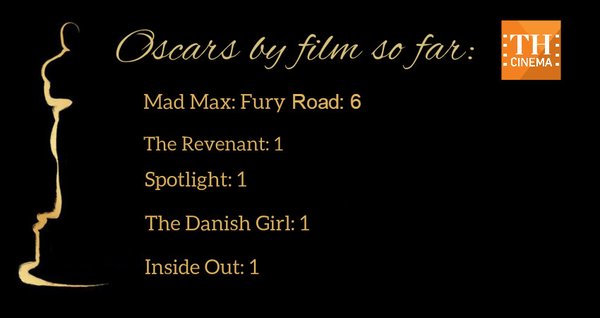 Oscars by film so far:
TH
CINEMA
Mad Max: Fury Road: 6
The Revenant: 1
Spotlight: 1
The Danish Girl: 1
Inside Out: 1